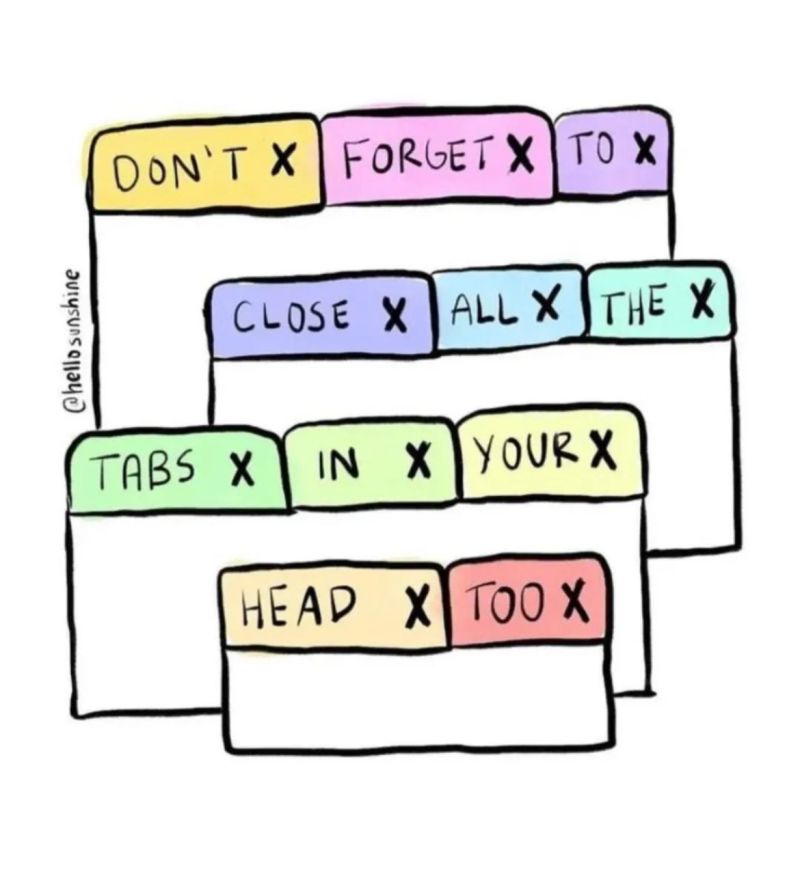 DON'T X FORGET X TO X
CLOSE X ALL X THE X
TABS X IN X YOUR X
HEAD X TOO X
@hellosunshine